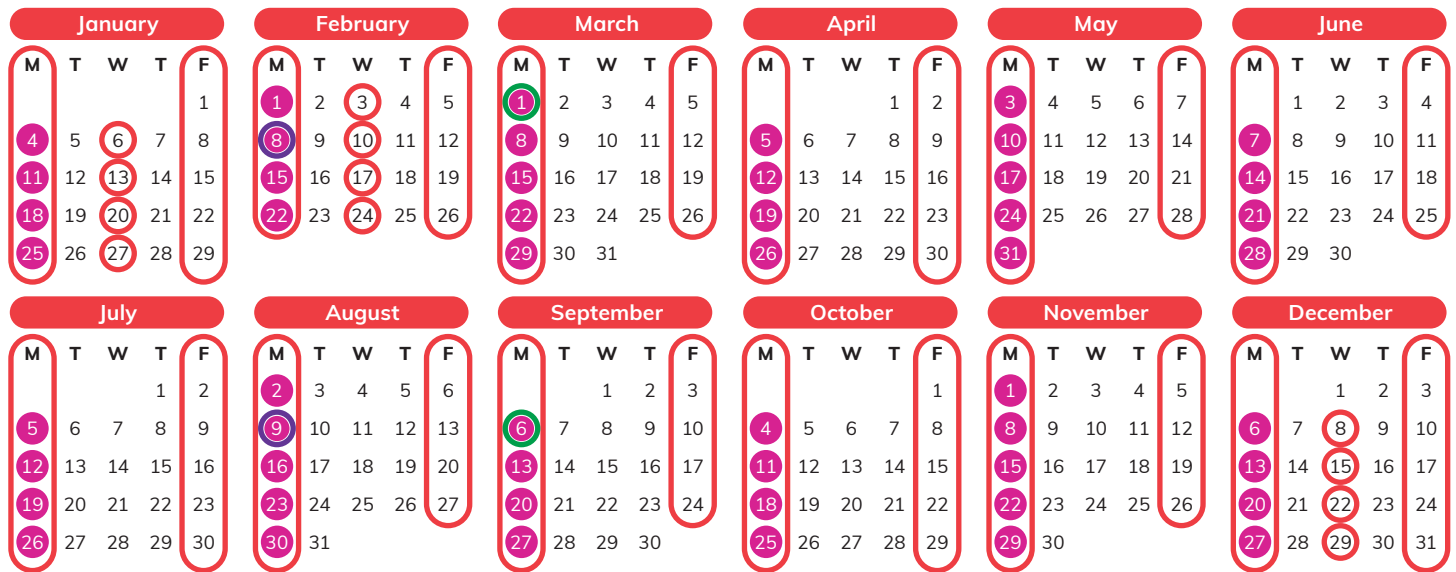 January February March April May June
M T W T F M T W T F M T W T F M T W T F M T W T F M T W T F
1 1 2 3 4 5 1 2 3 4 5 1 2 3 4 5 6 7 1 2 3 4
4 5 6 7 8 8 9 10 11 12 8 9 10 11 12 5 6 7 8 9 10 11 12 13 14 7 8 9 10 11
11 12 13 14 15 15 16 17 18 19 15 16 17 18 19 12 13 14 15 16 17 18 19 20 21 14 15 16 17 18
18 19 20 21 22 22 23 24 25 26 22 23 24 25 26 19 20 21 22 23 24 25 26 27 28 21 22 23 24 25
25 26 27 28 29 29 30 31 26 27 28 29 30 31 28 29 30
July August September October November December
M T W T F M T W T F M T W T F M T W T F M T W T F M T W T F
1 2 2 3 4 5 6 1 2 3 1 1 2 3 4 5 1 2 3
5 6 7 8 9 9 10 11 12 13 6 7 8 9 10 4 5 6 7 8 8 9 10 11 12 6 7 8 9 10
12 13 14 15 16 16 17 18 19 20 13 14 15 16 17 11 12 13 14 15 15 16 17 18 19 13 14 15 16 17
19 20 21 22 23 23 24 25 26 27 20 21 22 23 24 18 19 20 21 22 22 23 24 25 26 20 21 22 23 24
26 27 28 29 30 30 31 27 28 29 30 25 26 27 28 29 29 30 27 28 29 30 31